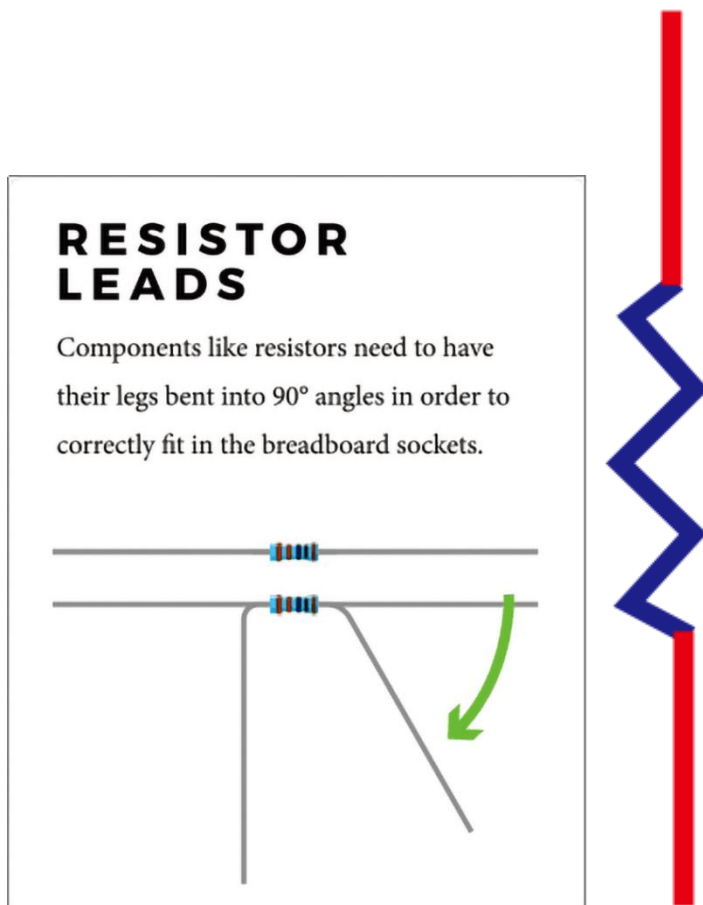 RESISTOR
LEADS
Components like resistors need to have
their legs bent into 90° angles in order to
correctly fit in the breadboard sockets.